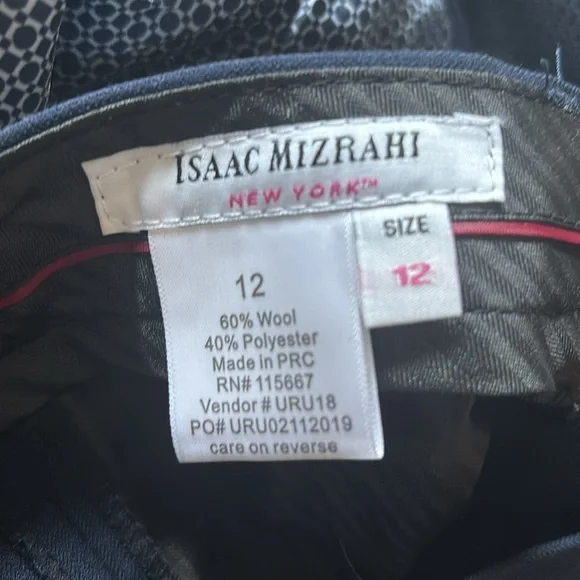 ISAAC MIZRAHI
NEW YORK™
SIZE
12
12
60% Wool
40% Polyester
Made in PRC
RN# 115667
Vendor # URU18
PO# URU02112019
care on reverse